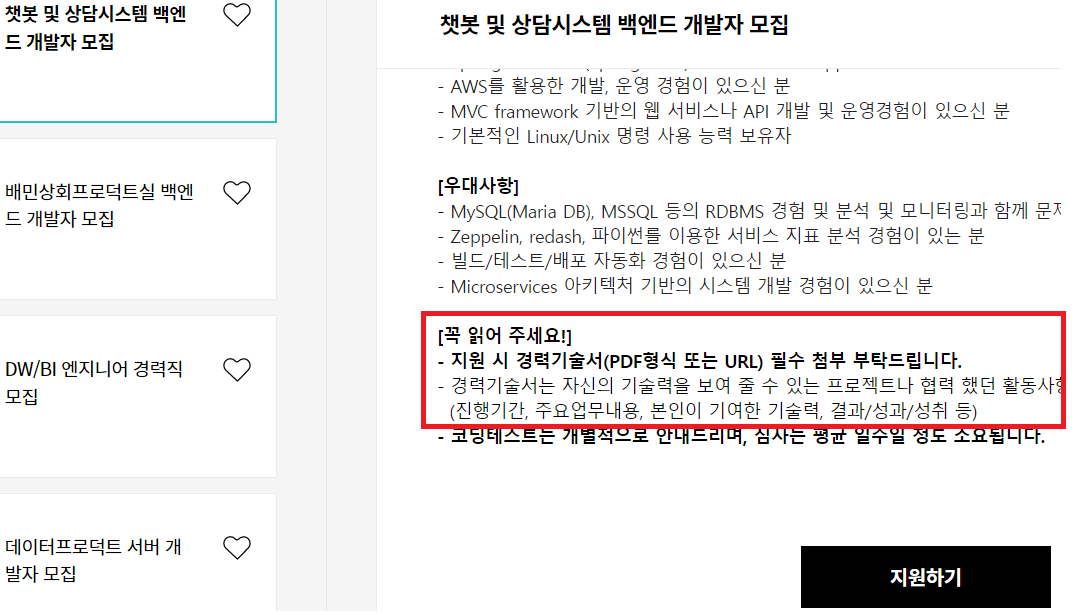 챗봇 및 상담시스템 백엔
드 개발자 모집
배민상회프로덕트실 백엔
드 개발자 모집
DW/BI 엔지니어 경력직
모집
데이터프로덕트 서버 개
발자 모집
챗봇 및 상담시스템 백엔드 개발자 모집
- AWS를 활용한 개발, 운영 경험이 있으신 분
- MVC framework 기반의 웹 서비스나 API 개발 및 운영경험이 있으신 분
- 기본적인 Linux/Unix 명령 사용 능력 보유자
[우대사항]
- MySQL(Maria DB), MSSQL 등의 RDBMS 경험 및 분석 및 모니터링과 함께
- Zeppelin, redash, 파이썬를 이용한 서비스 지표 분석 경험이 있는 분
- 빌드/테스트/배포 자동화 경험이 있으신 분
- Microservices 아키텍처 기반의 시스템 개발 경험이 있으신 분
[꼭 읽어 주세요!]
- 지원 시 경력기술서(PDF형식 또는 URL) 필수 첨부 부탁드립니다.
- 경력기술서는 자신의 기술력을 보여 줄 수 있는 프로젝트나 협력 했던
(진행기간, 주요업무내용, 본인이 기여한 기술력, 결과/성과/성취 등)
- 코딩테스트는 개별적으로 안내드리며, 심사는 평균 일수일 정도 소요됩니다.
지원하기